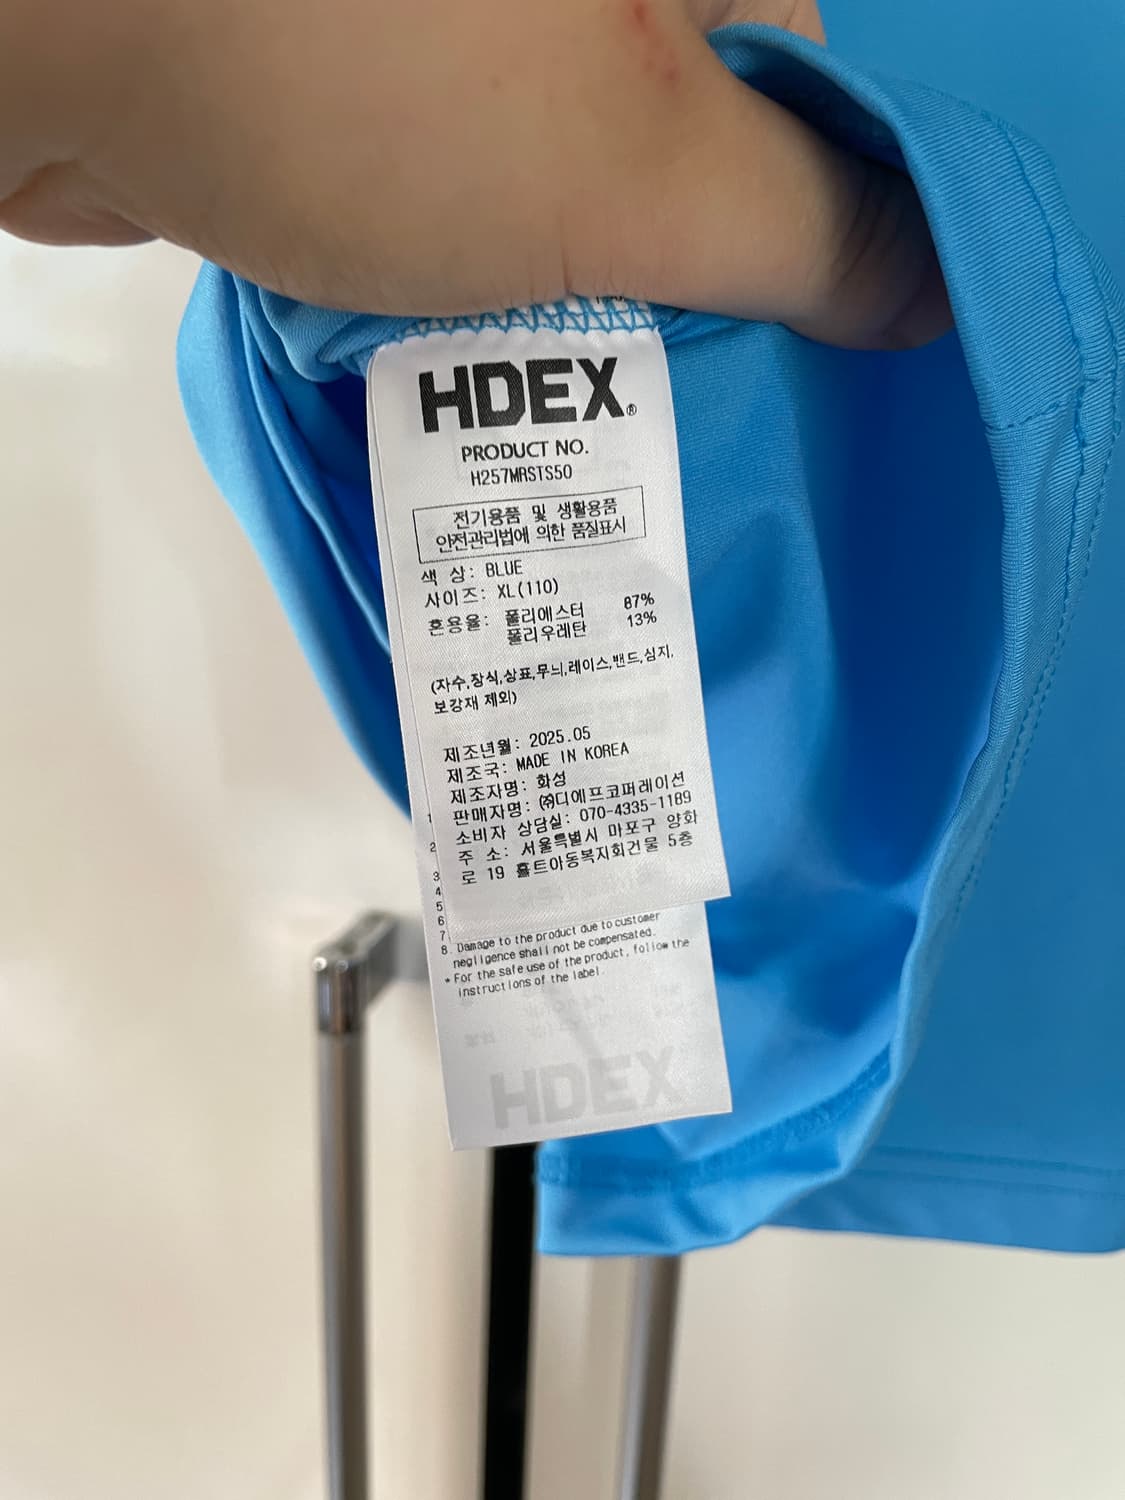 HDEX®
PRODUCT NO.
H257MRSTS50
전기용품 및 생활용품
안전관리법에 의한 품질표시
색 상: BLUE
사이즈: XL(110)
혼용율: 폴리에스터 87%
폴리우레탄 13%
(자수,장식,상표,무늬,레이스,밴드,심지,
보강재 제외)
제조년월: 2025.05
제조국: MADE IN KOREA
제조자명: 화성
판매자명: ㈜디에프코퍼레이션
소비자 상담실: 070-4335-1189
주 소: 서울특별시 마포구 양화
로 19 홀트아동복지회건물 5층
1
2
3
4
5
6
7
8. Damage to the product due to customer
negligence shall not be compensated.
* For the safe use of the product, follow the
instructions of the label.
HDEX